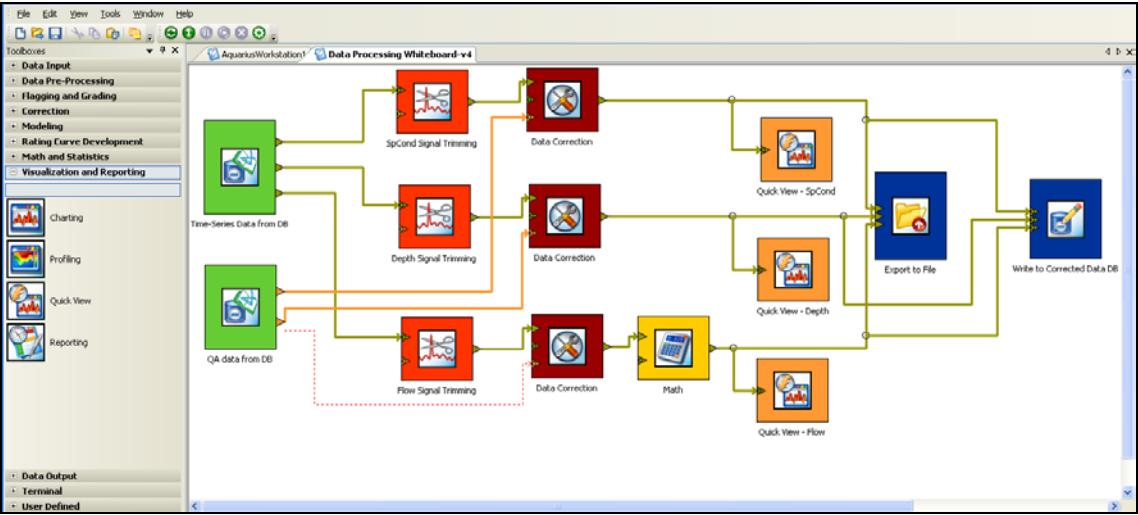 File Edit View Tools Window Help
Toolboxes
AquariusWorkstation1 Data Processing Whiteboard-v4
Data Input
Data Pre-Processing
Flagging and Grading
Correction
Modeling
Rating Curve Development
Math and Statistics
Visualization and Reporting
Charting
Profiling
Quick View
Reporting
Data Output
Terminal
User Defined
SpCond Signal Trimming
Data Correction
Quick View - SpCond
Time-Series Data from DB
Depth Signal Trimming
Data Correction
Export to File
Write to Corrected Data DB
Quick View - Depth
QA data from DB
Flow Signal Trimming
Data Correction
Math
Quick View - Flow